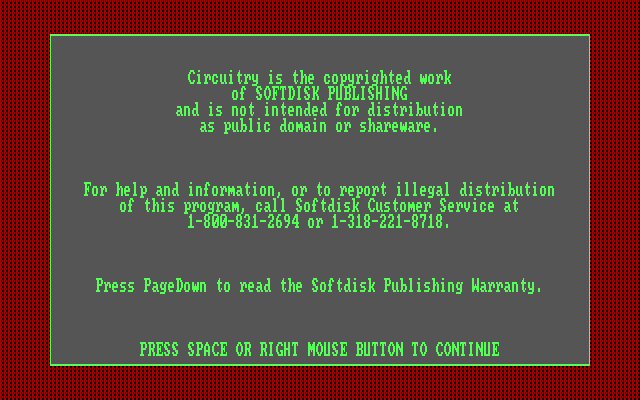 Circuitry is the copyrighted work
of SOFTDISK PUBLISHING
and is not intended for distribution
as public domain or shareware.
For help and information, or to report illegal distribution
of this program, call Softdisk Customer Service at
1-800-831-2694 or 1-318-221-8718.
Press PageDown to read the Softdisk Publishing Warranty.
PRESS SPACE OR RIGHT MOUSE BUTTON TO CONTINUE